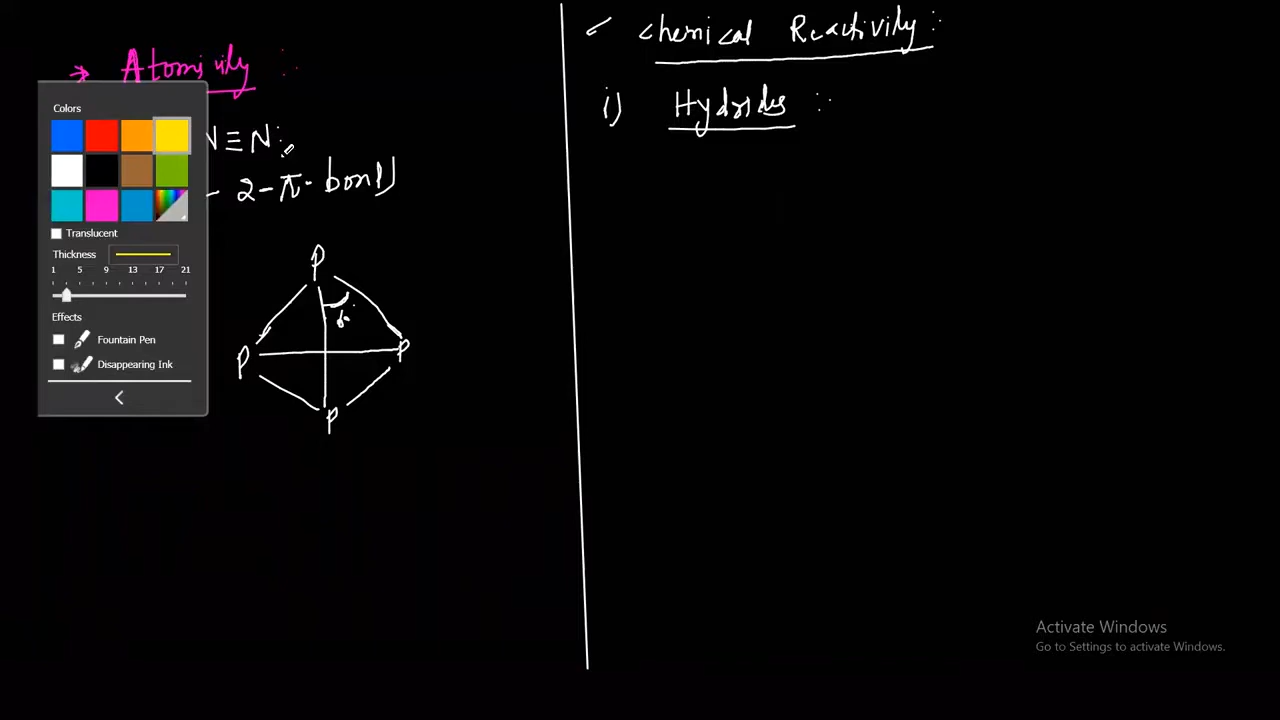 → Atomicity :
Colors
N≡N:
- 2-π-bond)
Translucent
Thickness
1 5 9 13 17 21
Effects
Fountain Pen
Disappearing Ink
<
P
P
P
P
Chemical Reactivity :
i) Hydrides :
Activate Windows
Go to Settings to activate Windows.